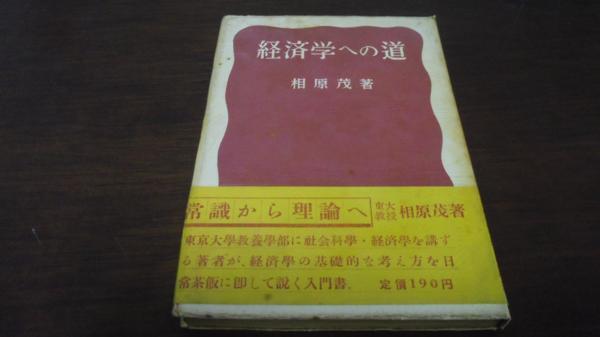 経済学への道
相原茂著
常識から理論へ 東大教授 相原茂著
東京大學教養學部に社会科學・経済學を講ず
る著者が、経済學の基礎的な考え方を日
常茶飯に即して說く入門書。 定價190円